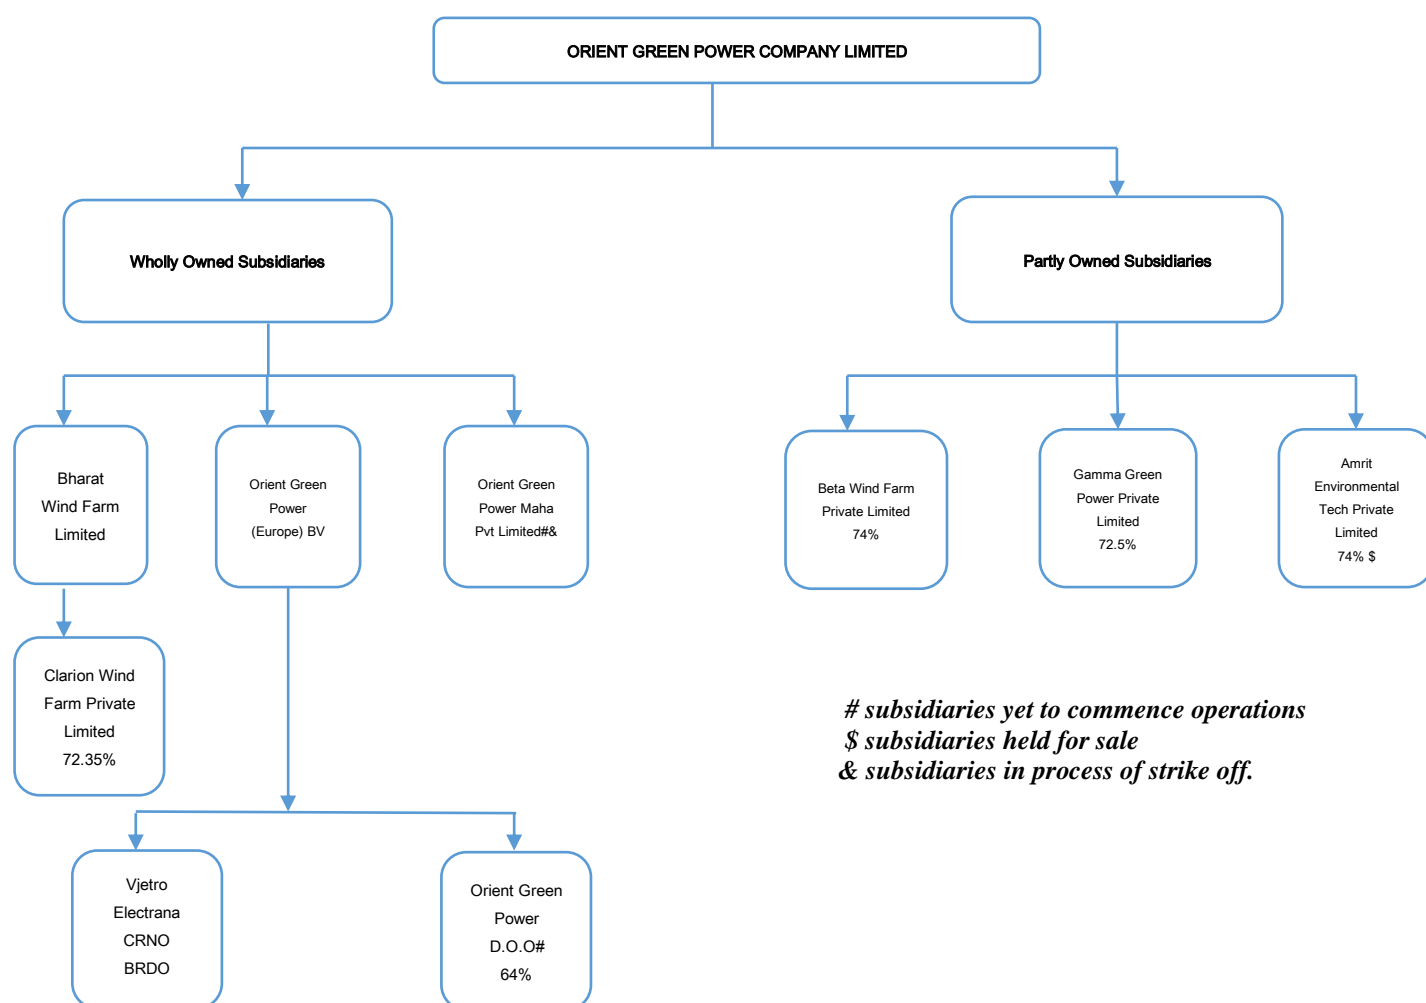 ORIENT GREEN POWER COMPANY LIMITED
Wholly Owned Subsidiaries
Partly Owned Subsidiaries
Bharat
Wind Farm
Limited
Orient Green
Power
(Europe) BV
Orient Green
Power Maha
Pvt Limited#&
Beta Wind Farm
Private Limited
74%
Gamma Green
Power Private
Limited
72.5%
Amrit
Environmental
Tech Private
Limited
74% $
Clarion Wind
Farm Private
Limited
72.35%
# subsidiaries yet to commence operations
$ subsidiaries held for sale
& subsidiaries in process of strike off.
Vjetro
Electrana
CRNO
BRDO
Orient Green
Power
D.O.O#
64%